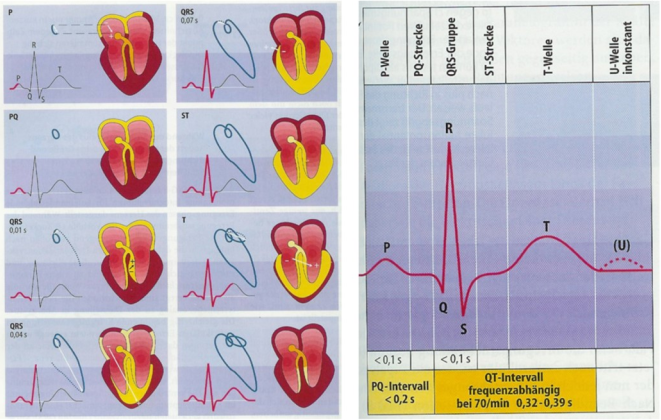 P
R
P
T
Q
S
PQ
QRS
0,01 s
QRS
0,04 s
QRS
0,07 s
ST
T
P-Welle
PQ-Strecke
QRS-Gruppe
ST-Strecke
T-Welle
U-Welle
inkonstant
R
P
T
(U)
Q
S
< 0,1 s
< 0,1 s
PQ-Intervall
< 0,2 s
QT-Intervall
frequenzabhängig
bei 70/min 0,32-0,39 s